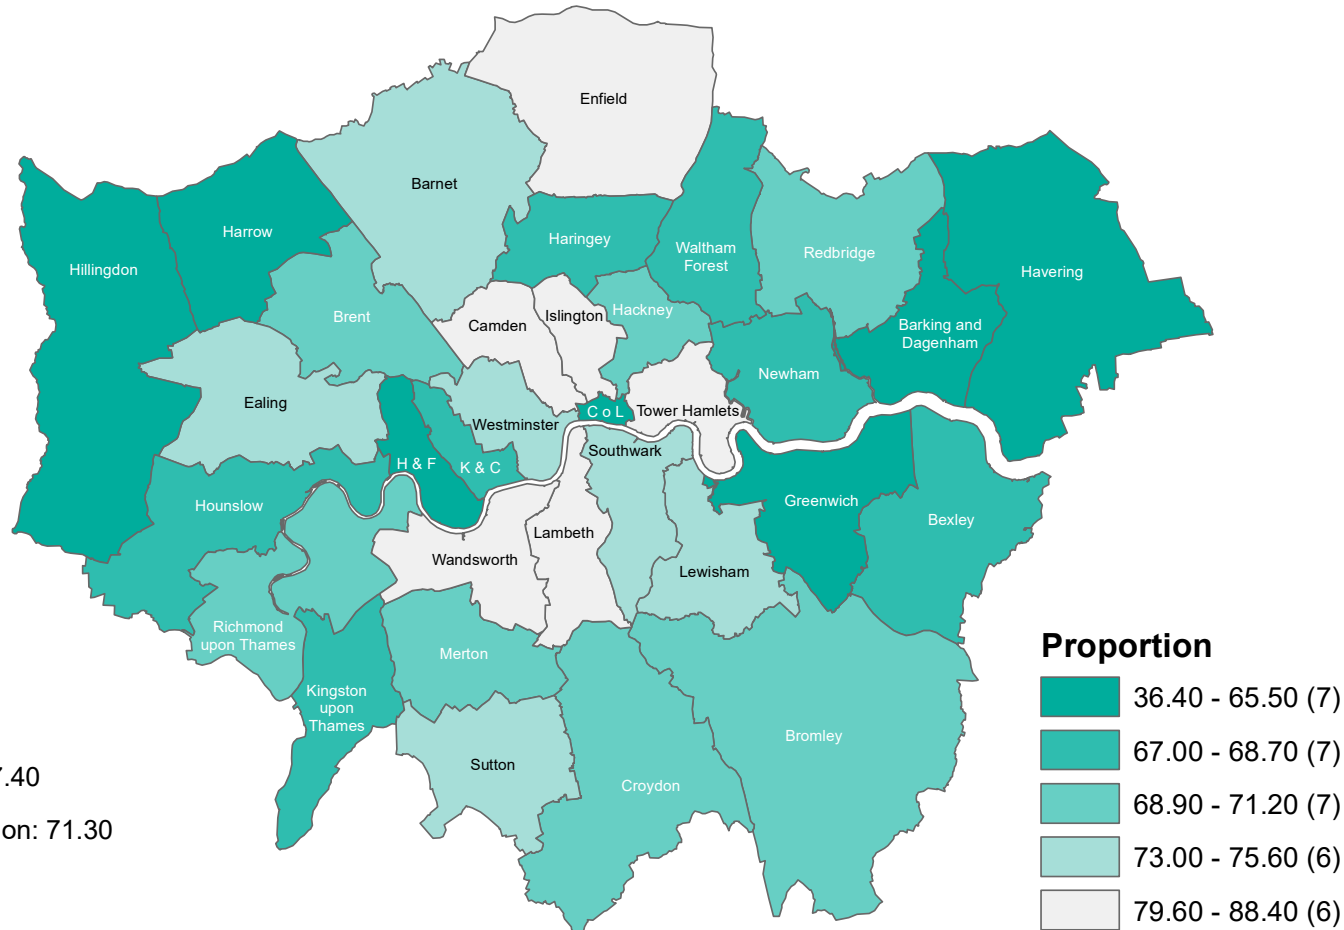 Enfield
Barnet
Harrow
Haringey
Waltham
Forest
Redbridge
Hillingdon
Havering
Hackney
Islington
Camden
Brent
Barking and
Dagenham
Newham
Ealing
C o L
Tower Hamlets
Westminster
Southwark
H & F
K & C
Greenwich
Hounslow
Bexley
Lambeth
Wandsworth
Lewisham
Richmond
upon Thames
Merton
Kingston
upon
Thames
Bromley
Sutton
Croydon
7.40
on: 71.30
Proportion
36.40 - 65.50 (7)
67.00 - 68.70 (7)
68.90 - 71.20 (7)
73.00 - 75.60 (6)
79.60 - 88.40 (6)